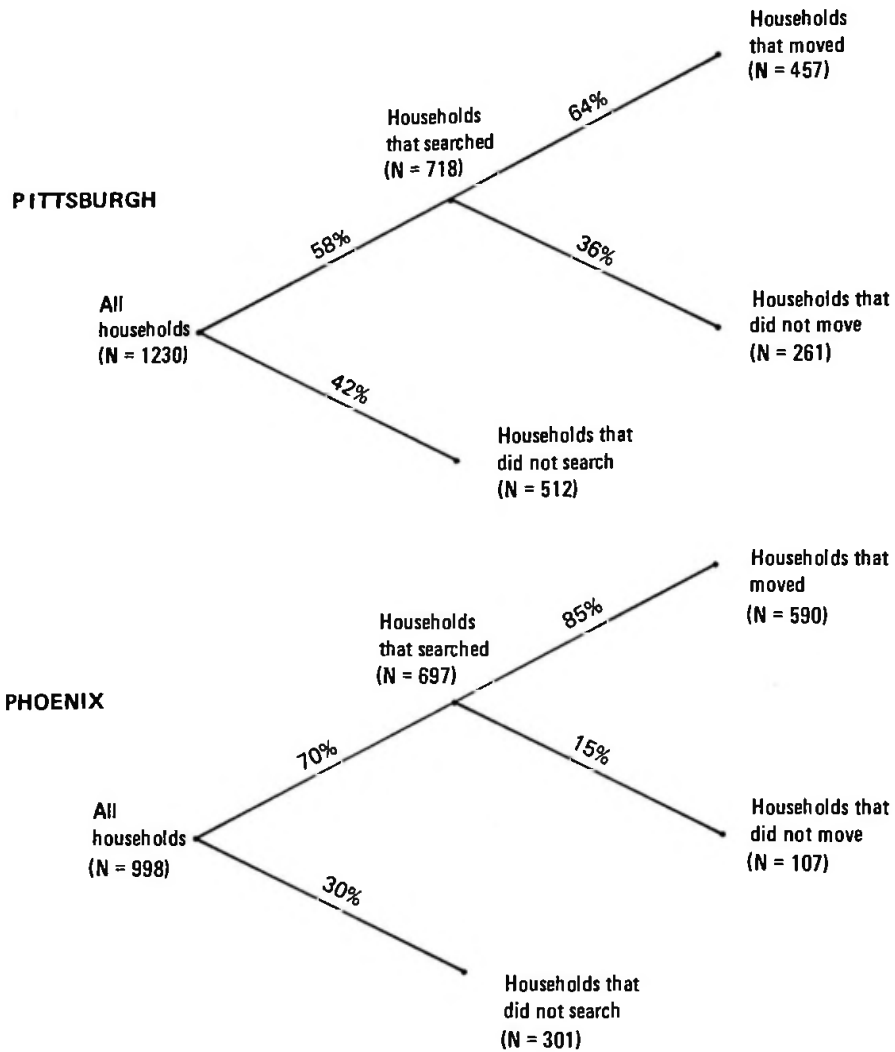 Households
that moved
(N = 457)
64%
Households
that searched
(N = 718)
PITTSBURGH
58%
36%
All
households
(N = 1230)
Households that
did not move
(N = 261)
42%
Households that
did not search
(N = 512)
Households that
moved
(N = 590)
85%
Households
that searched
(N = 697)
PHOENIX
70%
15%
All
households
(N = 998)
Households that
did not move
(N = 107)
30%
Households that
did not search
(N = 301)